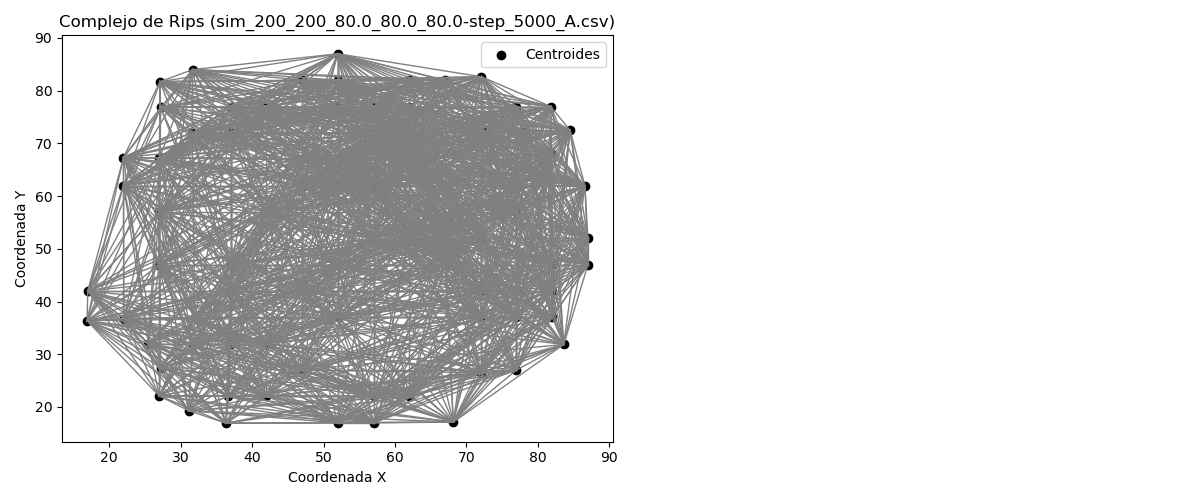 Complejo de Rips (sim_200_200_80.0_80.0_80.0-step_5000_A.csv)
Centroides
90
80
70
60
50
40
30
20
Coordenada Y
20 30 40 50 60 70 80 90
Coordenada X